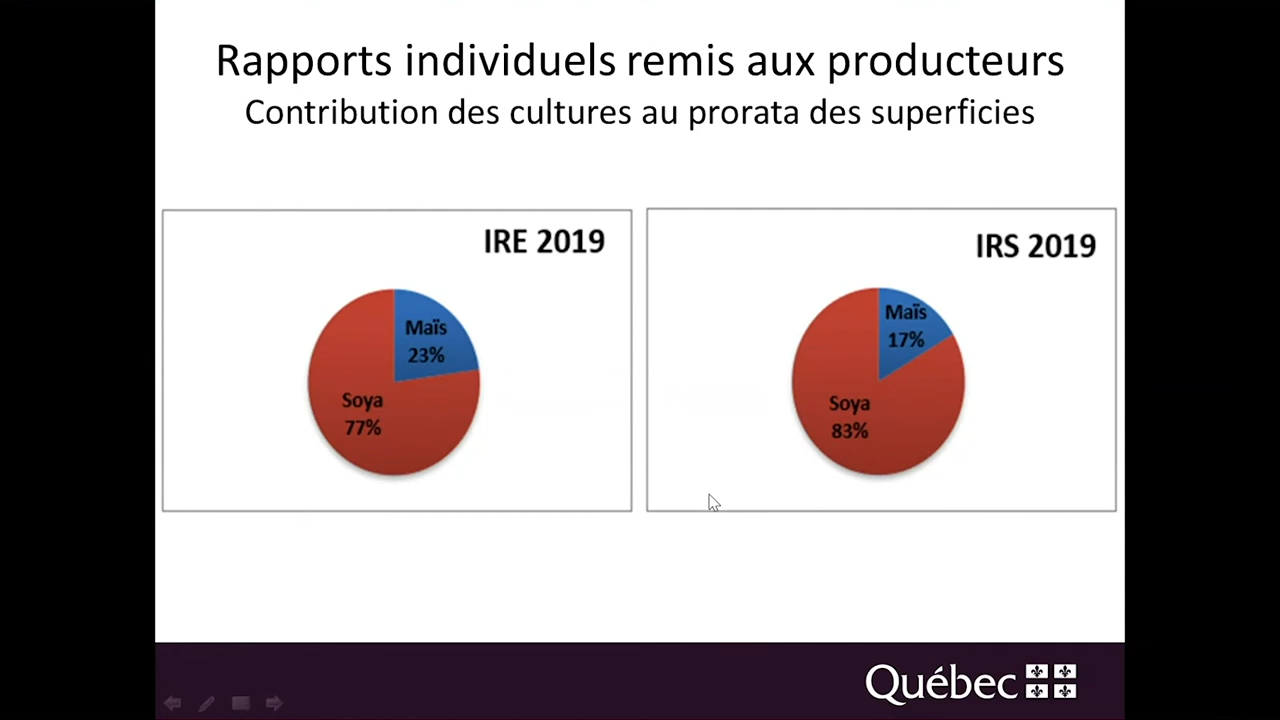 Rapports individuels remis aux producteurs
Contribution des cultures au prorata des superficies
IRE 2019
Maïs
23%
Soya
77%
IRS 2019
Maïs
17%
Soya
83%
Québec